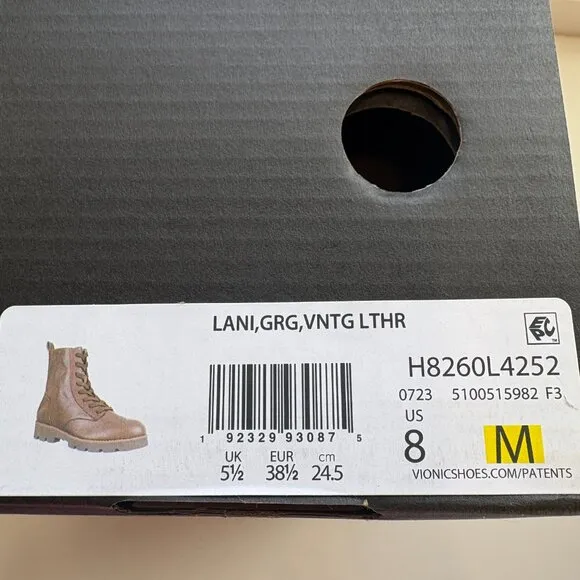 LANI,GRG,VNTG LTHR
EPC
H8260L4252
0723 5100515982 F3
1 92329 93087 5
US
8 M
UK EUR cm
5½ 38½ 24.5
VIONICSHOES.COM/PATENTS